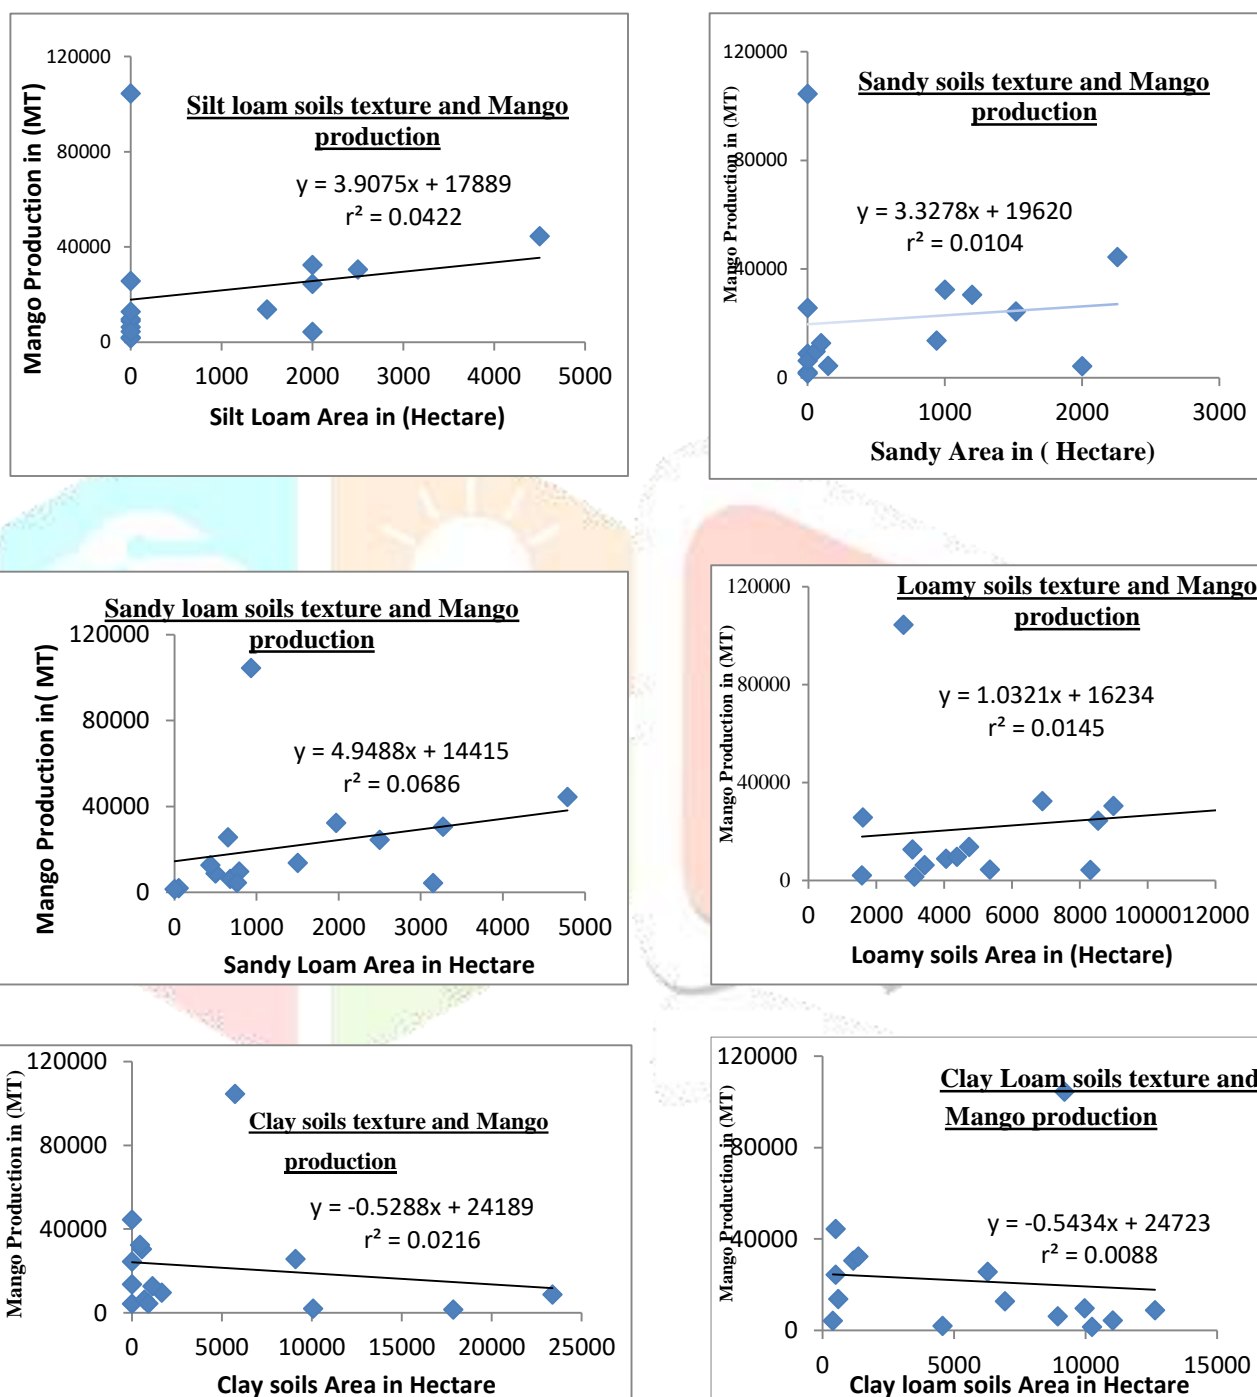 120000
80000
40000
0
Mango Production in (MT)
Silt loam soils texture and Mango
production
y = 3.9075x + 17889
r² = 0.0422
0 1000 2000 3000 4000 5000
Silt Loam Area in (Hectare)
120000
80000
40000
0
Mango Production in (MT)
Sandy soils texture and Mango
production
y = 3.3278x + 19620
r² = 0.0104
0 1000 2000 3000
Sandy Area in ( Hectare)
Sandy loam soils texture and Mango
production
120000
80000
40000
0
Mango Production in( MT)
y = 4.9488x + 14415
r² = 0.0686
0 1000 2000 3000 4000 5000
Sandy Loam Area in Hectare
Loamy soils texture and Mango
production
120000
80000
40000
0
Mango Production in (MT)
y = 1.0321x + 16234
r² = 0.0145
0 2000 4000 6000 8000 10000 12000
Loamy soils Area in (Hectare)
120000
80000
40000
0
Mango Production in (MT)
Clay soils texture and Mango
production
y = -0.5288x + 24189
r² = 0.0216
0 5000 10000 15000 20000 25000
Clay soils Area in Hectare
120000
80000
40000
0
Mango Production in (MT)
Clay Loam soils texture and
Mango production
y = -0.5434x + 24723
r² = 0.0088
0 5000 10000 15000
Clay loam soils Area in Hectare